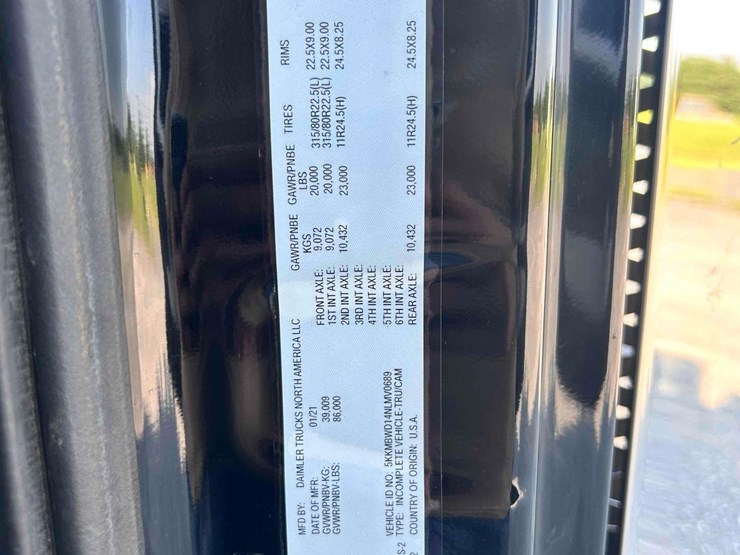 MFD BY: DAIMLER TRUCKS NORTH AMERICA LLC
DATE OF MFR: 01/21
GVWR/PNBV-KG: 39,009
GVWR/PNBV-LBS: 86,000
GAWR/PNBE KGS GAWR/PNBE LBS TIRES RIMS
FRONT AXLE: 9,072 20,000 315/80R22.5(L) 22.5X9.00
1ST INT AXLE: 9,072 20,000 315/80R22.5(L) 22.5X9.00
2ND INT AXLE: 10,432 23,000 11R24.5(H) 24.5X8.25
3RD INT AXLE:
4TH INT AXLE:
5TH INT AXLE:
6TH INT AXLE:
REAR AXLE: 10,432 23,000 11R24.5(H) 24.5X8.25
VEHICLE ID NO: 5KKMBWD14NLMV0689
TYPE: INCOMPLETE VEHICLE-TRU/CAM
COUNTRY OF ORIGIN: U.S.A.
S-2
2